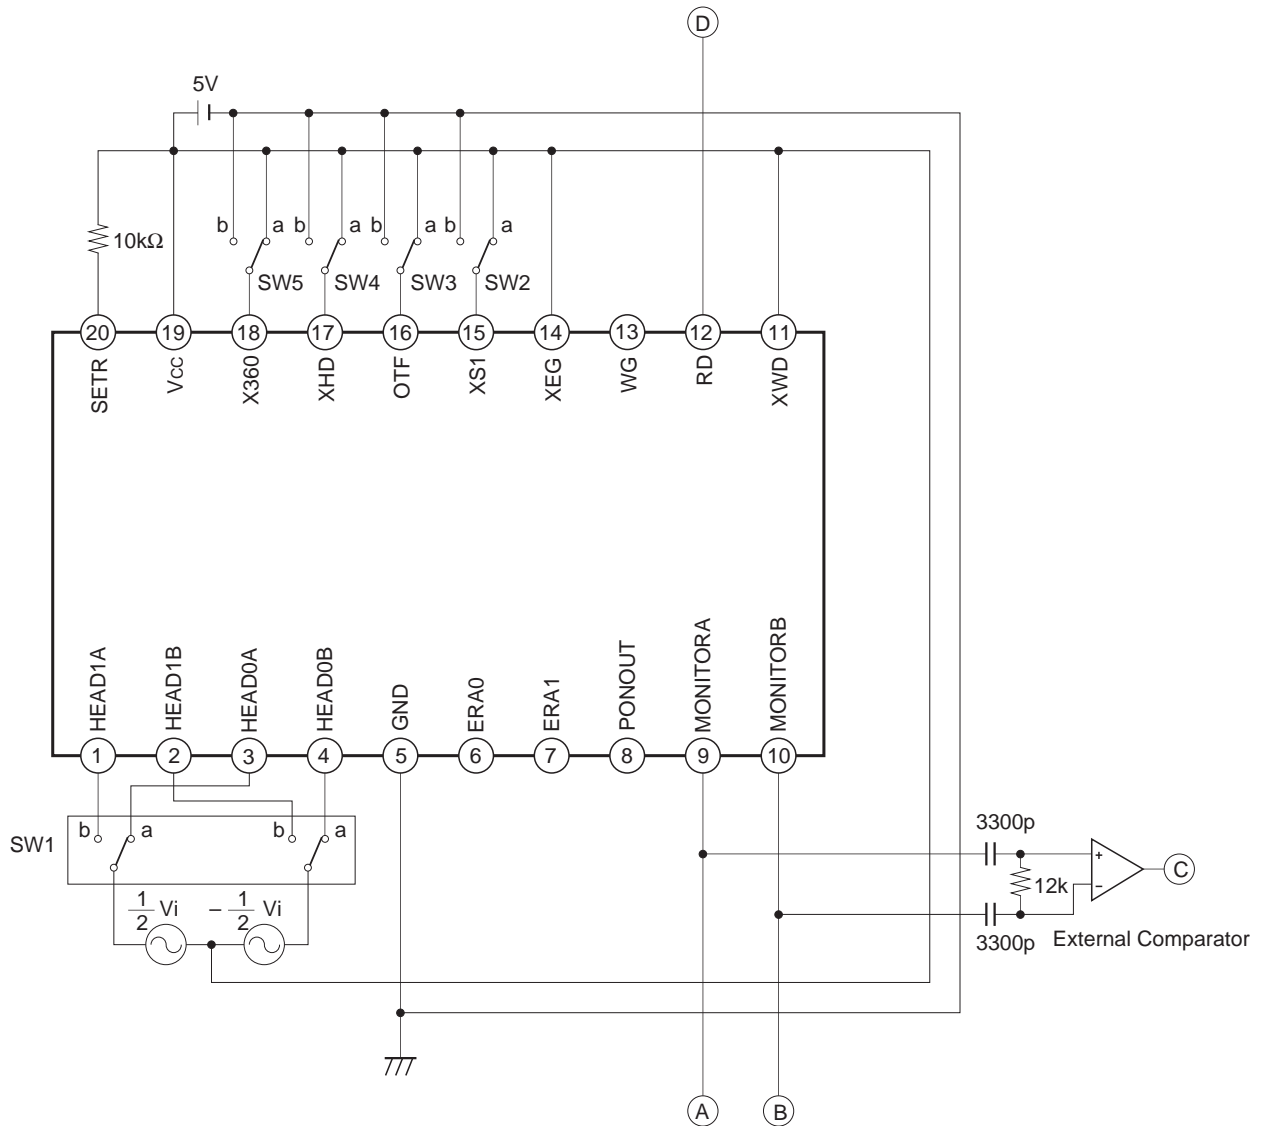 D
5V
b a b a b a b a
10kΩ
SW5 SW4 SW3 SW2
20 19 18 17 16 15 14 13 12 11
SETR VCC X360 XHD OTF XS1 XEG WG RD XWD
HEAD1A HEAD1B HEAD0A HEAD0B GND ERA0 ERA1 PONOUT MONITORA MONITORB
1 2 3 4 5 6 7 8 9 10
SW1 b a b a
3300p
+
12k
−
C
3300p
External Comparator
1/2 Vi − 1/2 Vi
A B